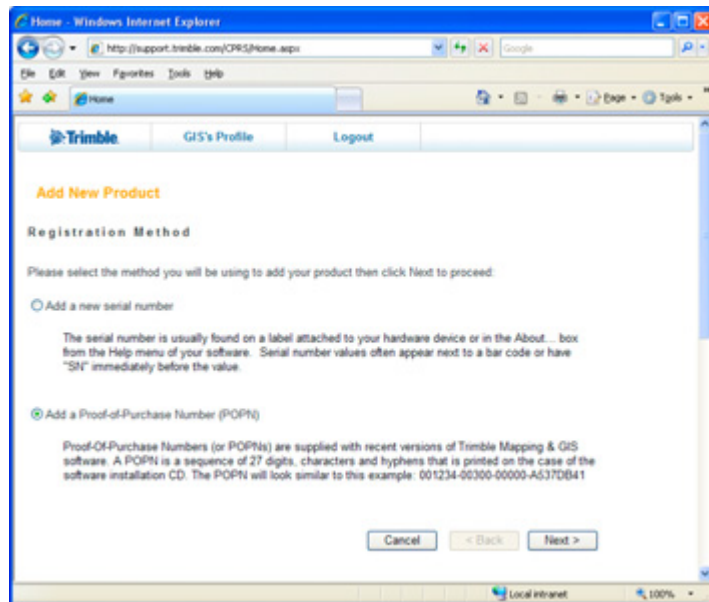 Home - Windows Internet Explorer
http://support.trimble.com/CPRS/Home.aspx
Google
File Edit View Favorites Tools Help
Home
Page
Tools
Trimble.
GIS's Profile
Logout
Add New Product
Registration Method
Please select the method you will be using to add your product then click Next to proceed:
Add a new serial number
The serial number is usually found on a label attached to your hardware device or in the About... box
from the Help menu of your software. Serial number values often appear next to a bar code or have
"SN" immediately before the value.
Add a Proof-of-Purchase Number (POPN)
Proof-Of-Purchase Numbers (or POPNs) are supplied with recent versions of Trimble Mapping & GIS
software. A POPN is a sequence of 27 digits, characters and hyphens that is printed on the case of the
software installation CD. The POPN will look similar to this example: 001234-00300-00000-A537DB41
Cancel
< Back
Next >
Local intranet
100%